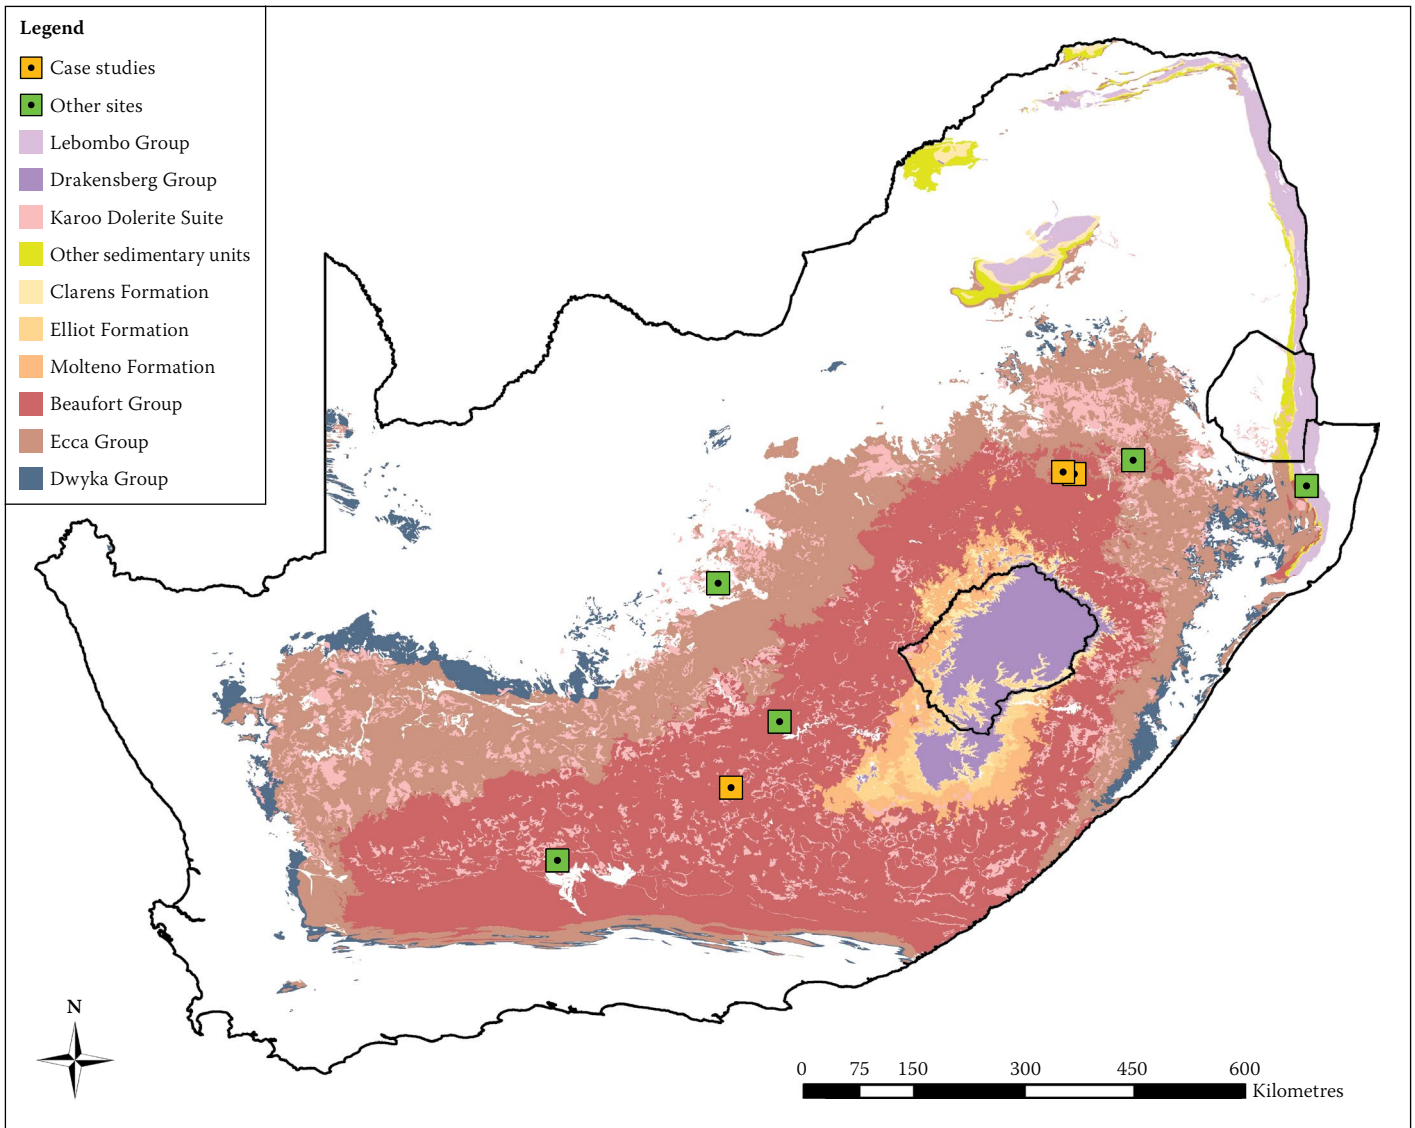 Legend
Case studies
Other sites
Lebombo Group
Drakensberg Group
Karoo Dolerite Suite
Other sedimentary units
Clarens Formation
Elliot Formation
Molteno Formation
Beaufort Group
Ecca Group
Dwyka Group
N
0 75 150 300 450 600
Kilometres